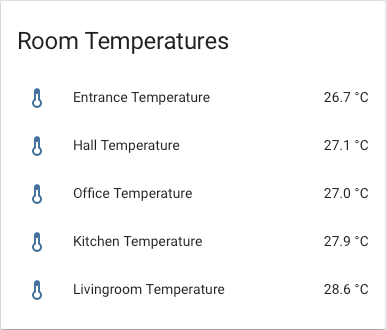 Room Temperatures
Entrance Temperature 26.7 °C
Hall Temperature 27.1 °C
Office Temperature 27.0 °C
Kitchen Temperature 27.9 °C
Livingroom Temperature 28.6 °C